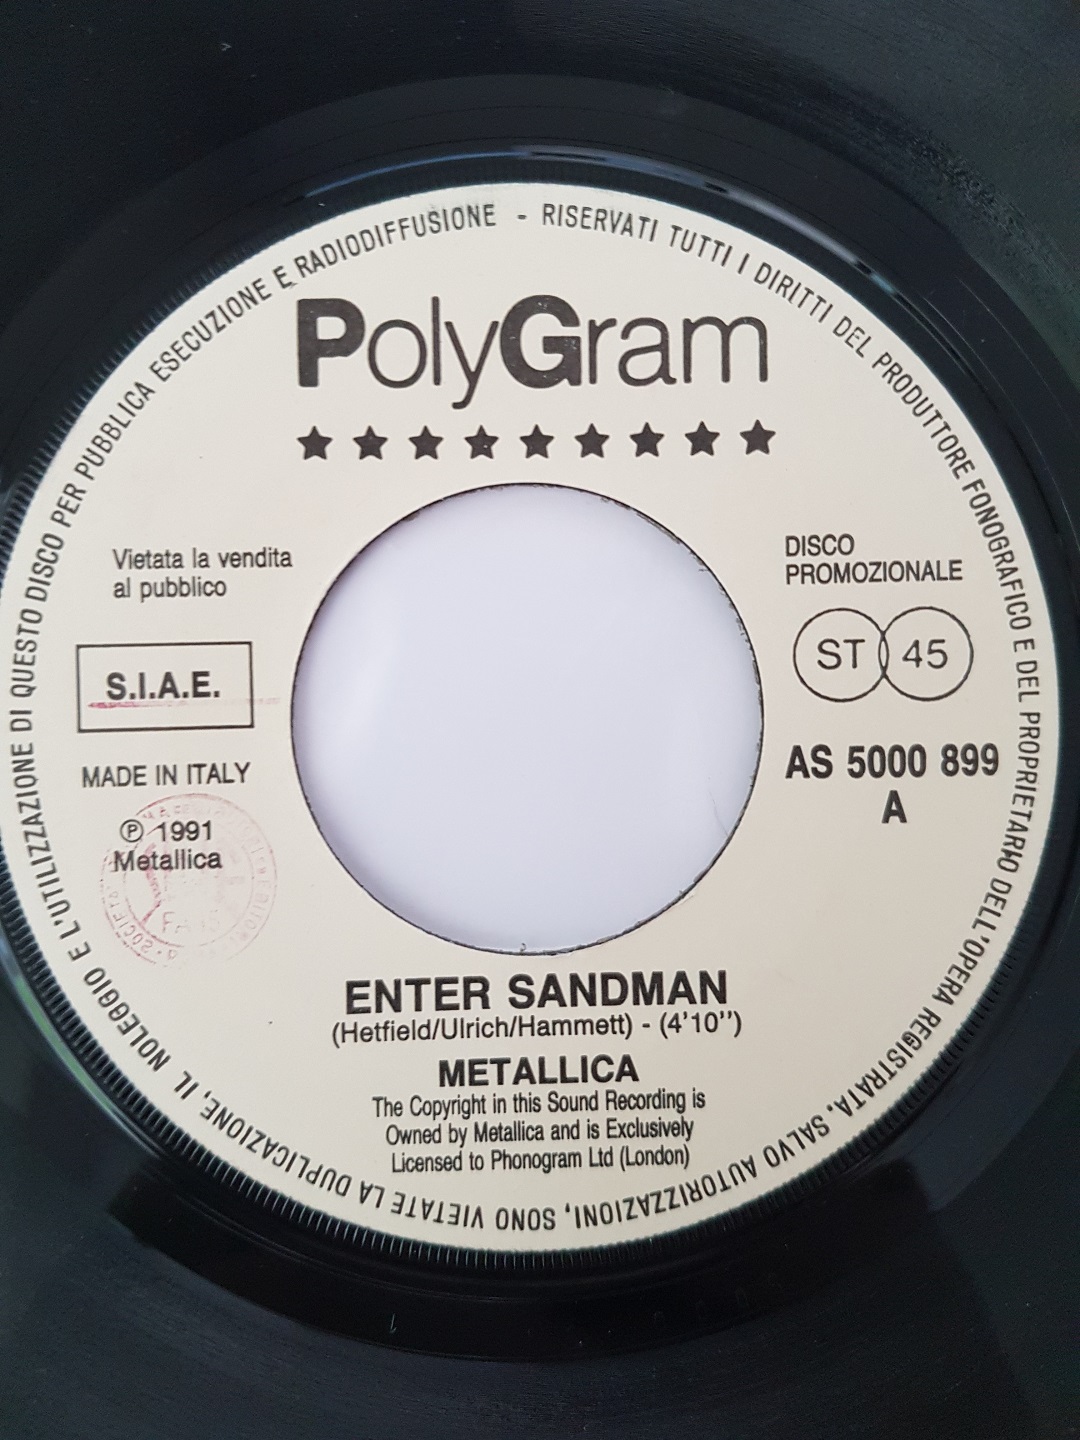 RISERVATI TUTTI I DIRITTI DEL PRODUTTORE FONOGRAFICO E DEL PROPRIETARIO DELL'OPERA REGISTRATA, SALVO AUTORIZZAZIONI, SONO VIETATE LA DUPLICAZIONE, IL NOLEGGIO E L'UTILIZZAZIONE DI QUESTO DISCO PER PUBBLICA ESECUZIONE E RADIODIFFUSIONE -
PolyGram
★★★★★★★★★
Vietata la vendita
al pubblico
S.I.A.E.
MADE IN ITALY
℗ 1991
Metallica
DISCO
PROMOZIONALE
ST 45
AS 5000 899
A
ENTER SANDMAN
(Hetfield/Ulrich/Hammett) - (4'10'')
METALLICA
The Copyright in this Sound Recording is
Owned by Metallica and is Exclusively
Licensed to Phonogram Ltd (London)